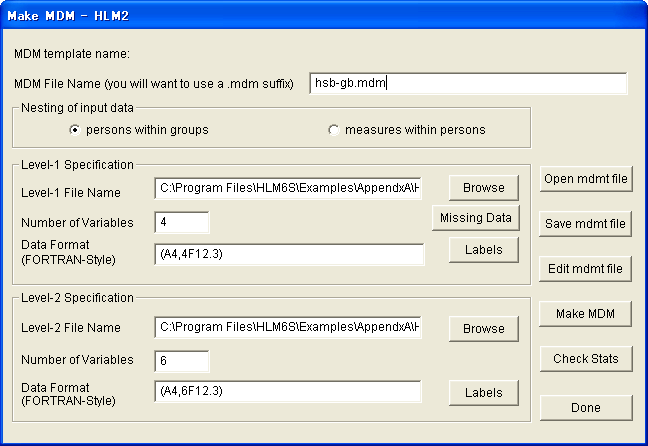 Make MDM - HLM2
MDM template name:
MDM File Name (you will want to use a .mdm suffix) hsb-gb.mdm
Nesting of input data
persons within groups measures within persons
Level-1 Specification
Level-1 File Name C:\Program Files\HLM6S\Examples\AppendxA\H Browse
Number of Variables 4 Missing Data
Data Format
(FORTRAN-Style) (A4,4F12.3) Labels
Level-2 Specification
Level-2 File Name C:\Program Files\HLM6S\Examples\AppendxA\H Browse
Number of Variables 6
Data Format
(FORTRAN-Style) (A4,6F12.3) Labels
Open mdmt file
Save mdmt file
Edit mdmt file
Make MDM
Check Stats
Done